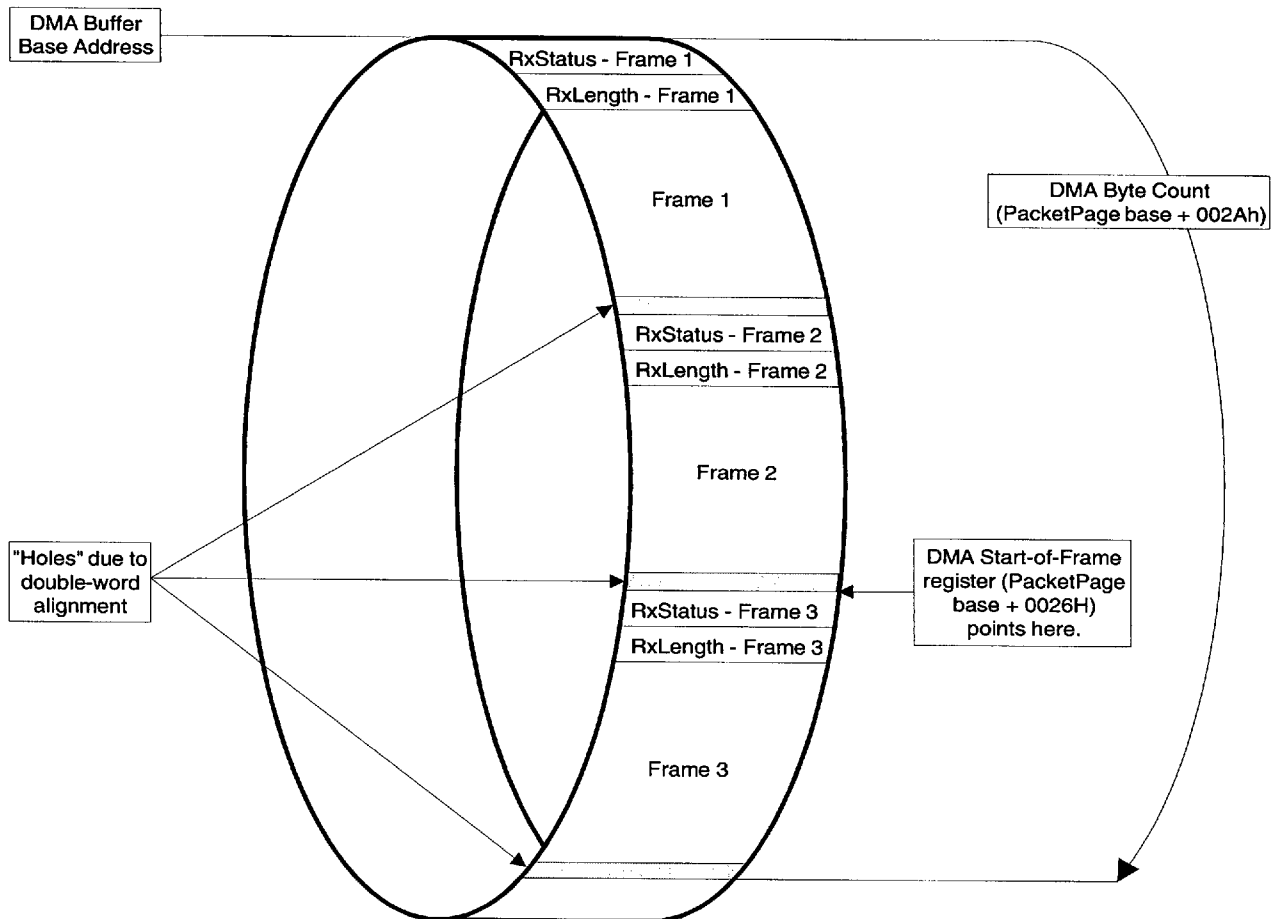 DMA Buffer
Base Address
RxStatus - Frame 1
RxLength - Frame 1
Frame 1
DMA Byte Count
(PacketPage base + 002Ah)
RxStatus - Frame 2
RxLength - Frame 2
Frame 2
"Holes" due to
double-word
alignment
DMA Start-of-Frame
register (PacketPage
base + 0026H)
points here.
RxStatus - Frame 3
RxLength - Frame 3
Frame 3